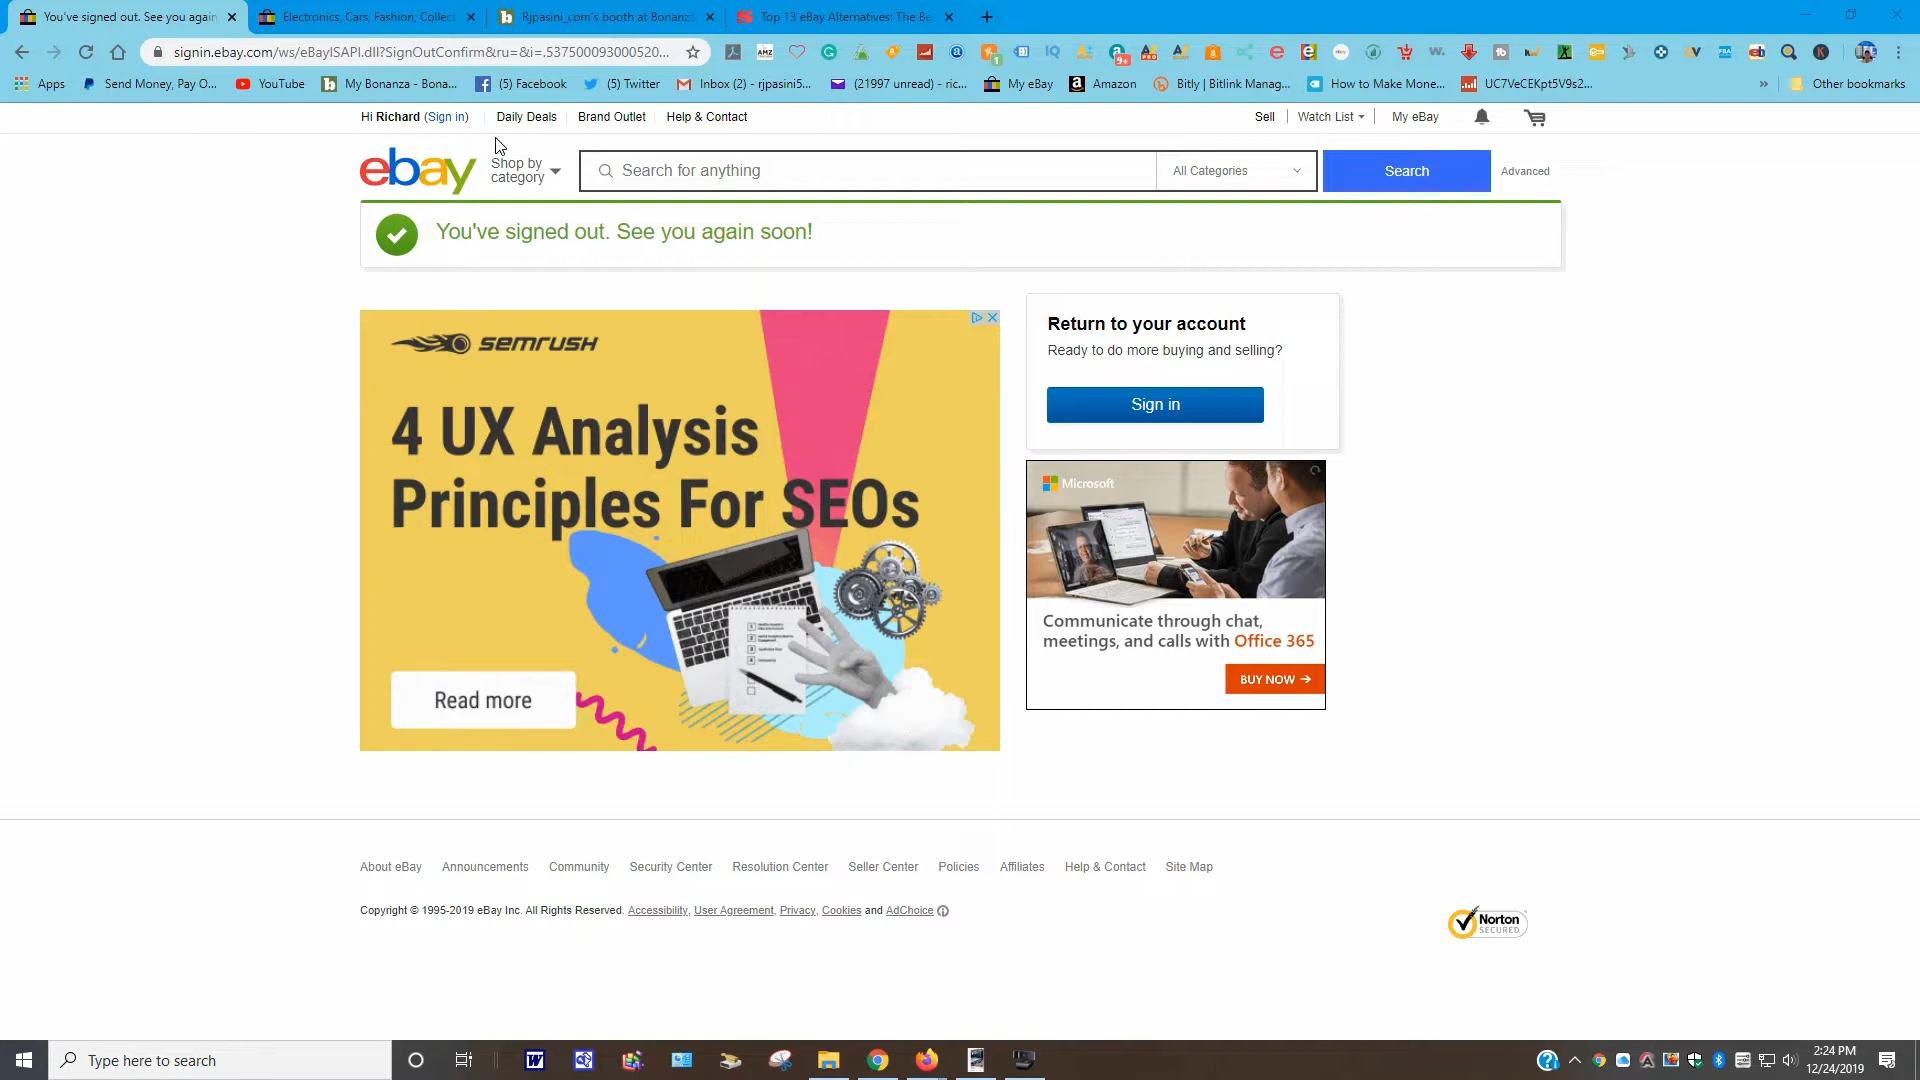 You've signed out. See you again
Electronics, Cars, Fashion, Collect
Rjpasini_com's booth at Bonanz
Top 13 eBay Alternatives! The Be
signin.ebay.com/ws/eBayISAPI.dll?SignOutConfirm&ru=&i=.537500093000520...
Apps
Send Money, Pay O...
YouTube
My Bonanza - Bona...
(5) Facebook
(5) Twitter
Inbox (2) - rjpasini5...
(21997 unread) - ric...
My eBay
Amazon
Bitly | Bitlink Manag...
How to Make Mone...
UC7VeCEKpt5V9s2...
»
Other bookmarks
Hi Richard (Sign in)
Daily Deals
Brand Outlet
Help & Contact
Sell
Watch List
My eBay
ebay
Shop by
category
Search for anything
All Categories
Search
Advanced
You've signed out. See you again soon!
semrush
4 UX Analysis
Principles For SEOs
Read more
Return to your account
Ready to do more buying and selling?
Sign in
Microsoft
Communicate through chat,
meetings, and calls with Office 365
BUY NOW →
About eBay
Announcements
Community
Security Center
Resolution Center
Seller Center
Policies
Affiliates
Help & Contact
Site Map
Copyright © 1995-2019 eBay Inc. All Rights Reserved. Accessibility, User Agreement, Privacy, Cookies and AdChoice
Norton
SECURED
Type here to search
2:24 PM
12/24/2019